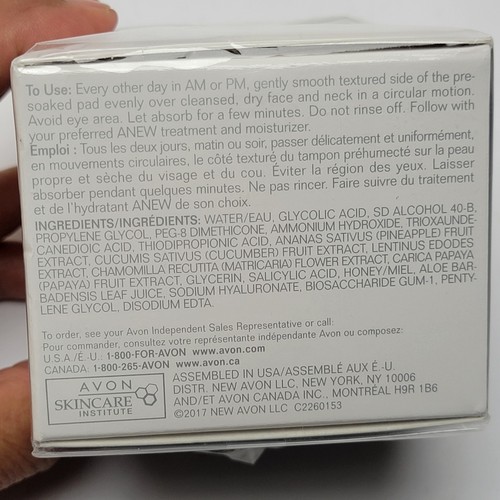 To Use: Every other day in AM or PM, gently smooth textured side of the pre-
soaked pad evenly over cleansed, dry face and neck in a circular motion.
Avoid eye area. Let absorb for a few minutes. Do not rinse off. Follow with
your preferred ANEW treatment and moisturizer.
Emploi : Tous les deux jours, matin ou soir, passer délicatement et uniformément,
en mouvements circulaires, le côté texturé du tampon préhumecté sur la peau
propre et sèche du visage et du cou. Éviter la région des yeux. Laisser
absorber pendant quelques minutes. Ne pas rincer. Faire suivre du traitement
et de l'hydratant ANEW de son choix.
INGREDIENTS/INGRÉDIENTS: WATER/EAU, GLYCOLIC ACID, SD ALCOHOL 40-B,
PROPYLENE GLYCOL, PEG-8 DIMETHICONE, AMMONIUM HYDROXIDE, TRIOXAUNDE-
CANEDIOIC ACID, THIODIPROPIONIC ACID, ANANAS SATIVUS (PINEAPPLE) FRUIT
EXTRACT, CUCUMIS SATIVUS (CUCUMBER) FRUIT EXTRACT, LENTINUS EDODES
EXTRACT, CHAMOMILLA RECUTITA (MATRICARIA) FLOWER EXTRACT, CARICA PAPAYA
(PAPAYA) FRUIT EXTRACT, GLYCERIN, SALICYLIC ACID, HONEY/MIEL, ALOE BAR-
BADENSIS LEAF JUICE, SODIUM HYALURONATE, BIOSACCHARIDE GUM-1, PENTY-
LENE GLYCOL, DISODIUM EDTA.
To order, see your Avon Independent Sales Representative or call:
Pour commander, consultez votre représentante indépendante Avon ou composez:
U.S.A./É.-U. 1-800-FOR-AVON www.avon.com
CANADA: 1-800-265-AVON www.avon.ca
AVON
SKINCARE
INSTITUTE
ASSEMBLED IN USA/ASSEMBLÉ AUX É.-U.
DISTR. NEW AVON LLC, NEW YORK, NY 10006
AND/ET AVON CANADA INC., MONTRÉAL H9R 1B6
©2017 NEW AVON LLC C2260153